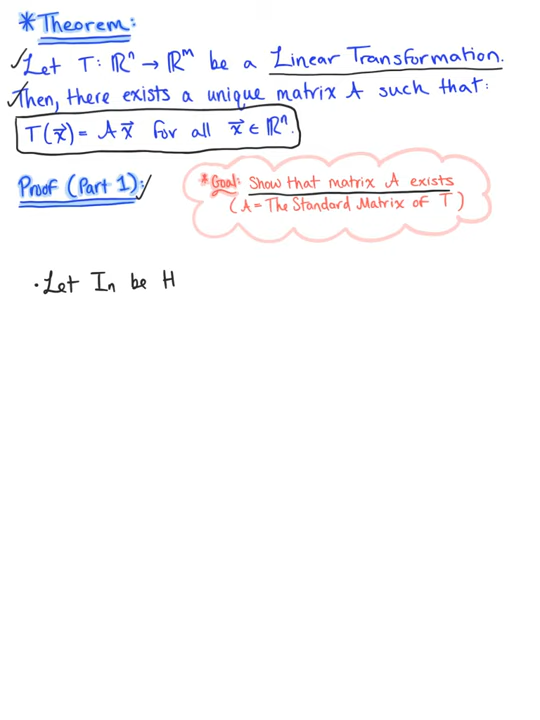 *Theorem:
✓Let T: ℝⁿ → ℝᵐ be a Linear Transformation.
✓Then, there exists a unique matrix A such that:
T(x⃗) = Ax⃗ for all x⃗ ∈ ℝⁿ.
Proof (Part 1):✓
*Goal: Show that matrix A exists
(A = The Standard Matrix of T)
· Let In be H